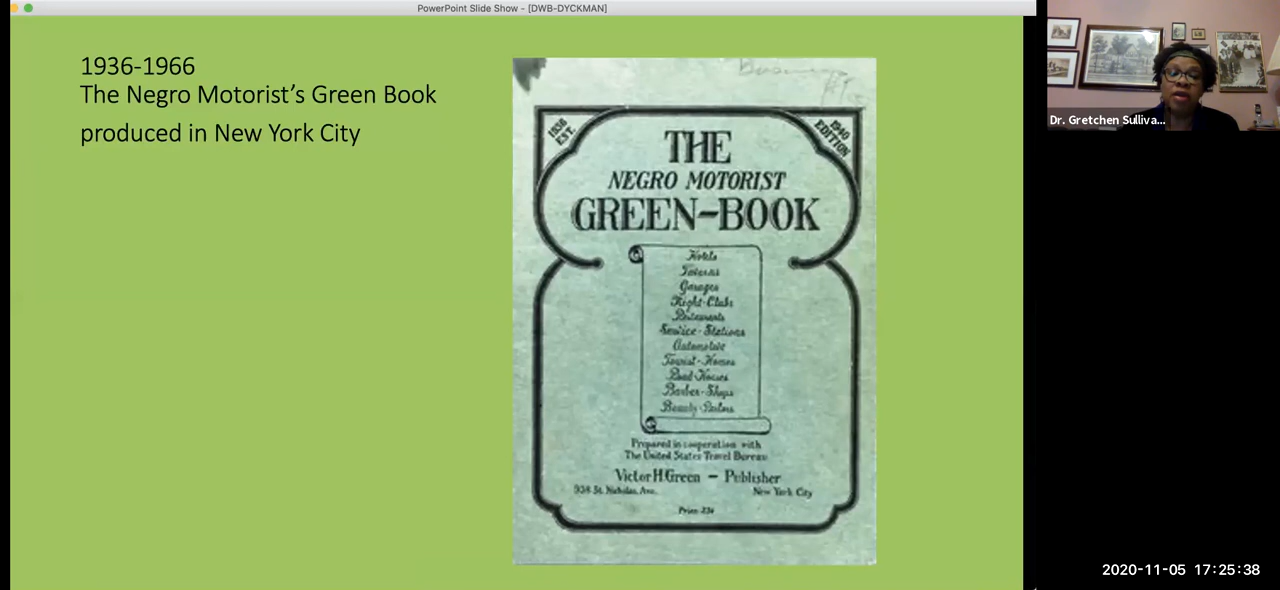 PowerPoint Slide Show - [DWB-DYCKMAN]
1936-1966
The Negro Motorist's Green Book
produced in New York City
1936
EST.
1940
EDITION
THE
NEGRO MOTORIST
GREEN-BOOK
Hotels
Taverns
Garages
Night-Clubs
Restaurants
Service-Stations
Automotive
Tourist-Homes
Road-Houses
Barber-Shops
Beauty-Parlors
Prepared in cooperation with
The United States Travel Bureau
Victor H Green - Publisher
938 St. Nicholas Ave.
New York City
Price 25¢
Dr. Gretchen Sulliva...
2020-11-05 17:25:38